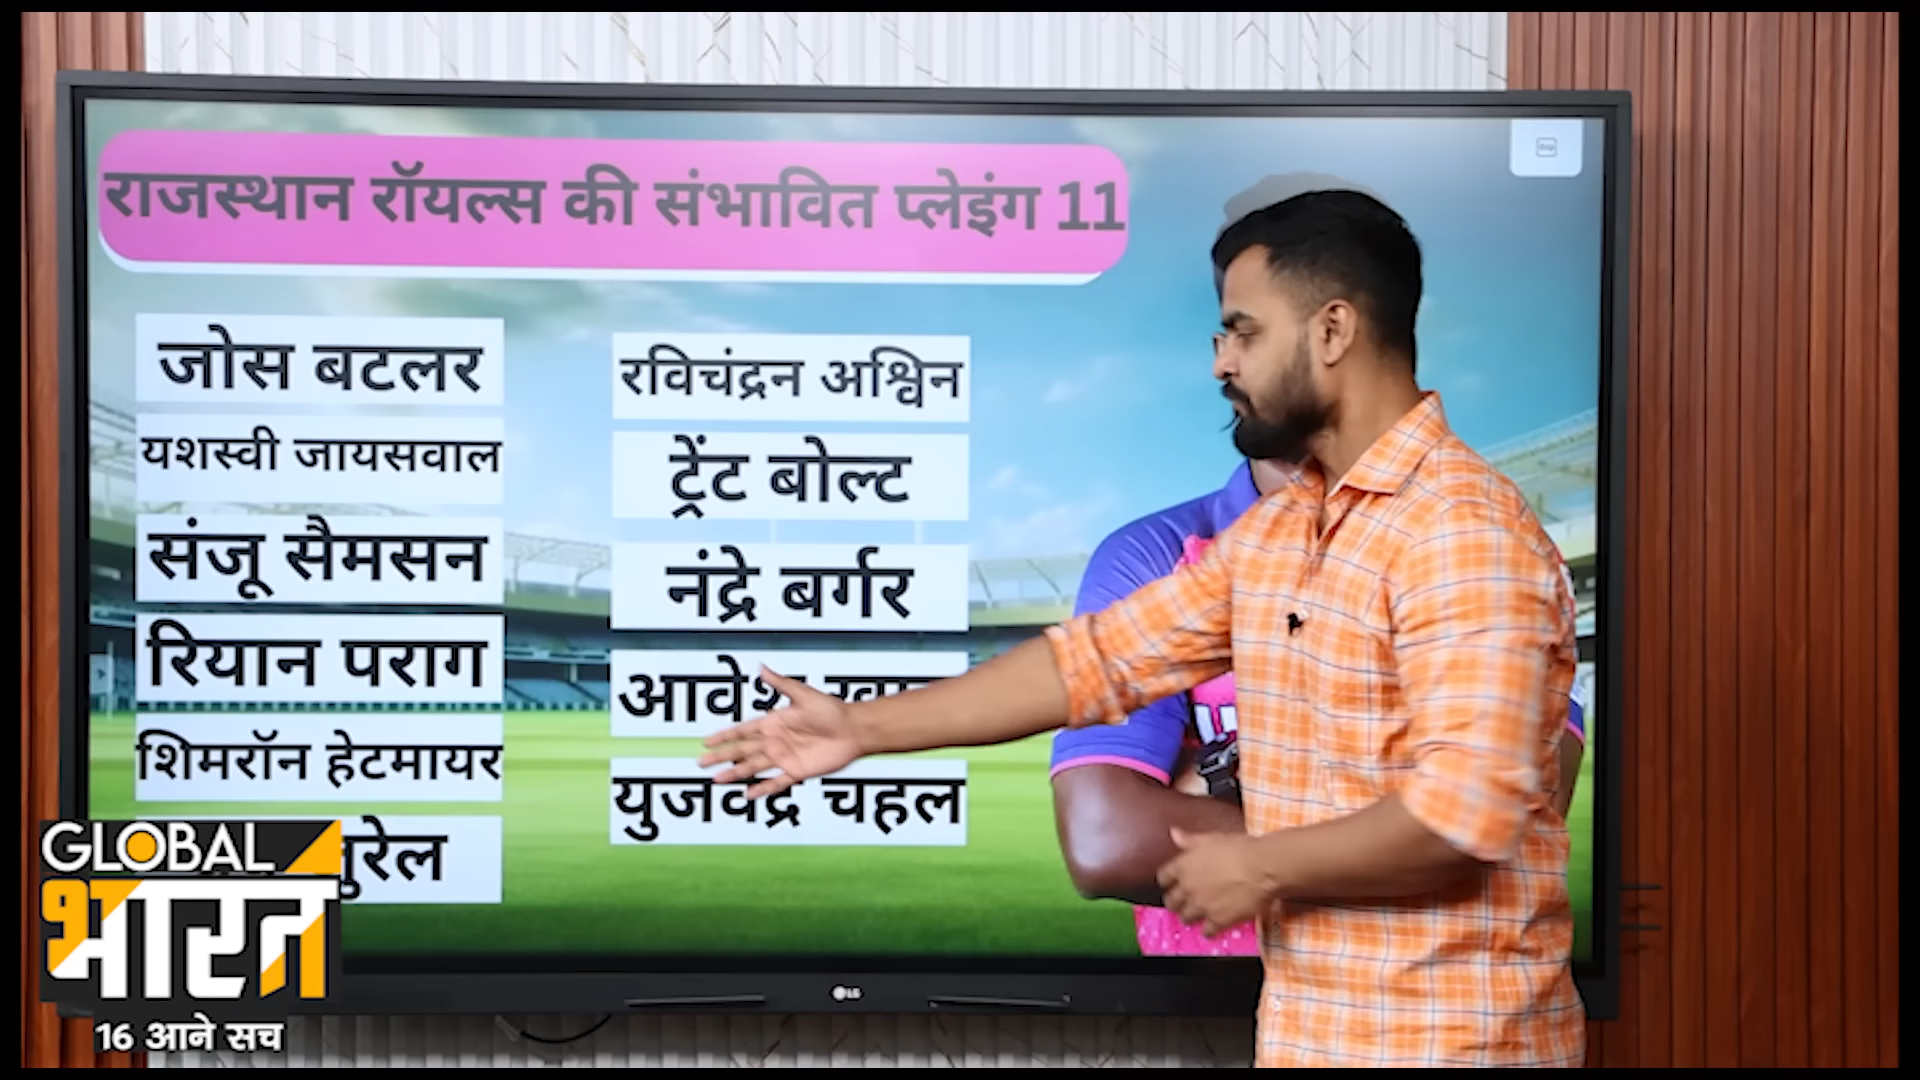 राजस्थान रॉयल्स की संभावित प्लेइंग 11
जोस बटलर
यशस्वी जायसवाल
संजू सैमसन
रियान पराग
शिमरॉन हेटमायर
रविचंद्रन अश्विन
ट्रेंट बोल्ट
नंद्रे बर्गर
युजवेंद्र चहल
GLOBAL
भारत
16 आने सच
LG